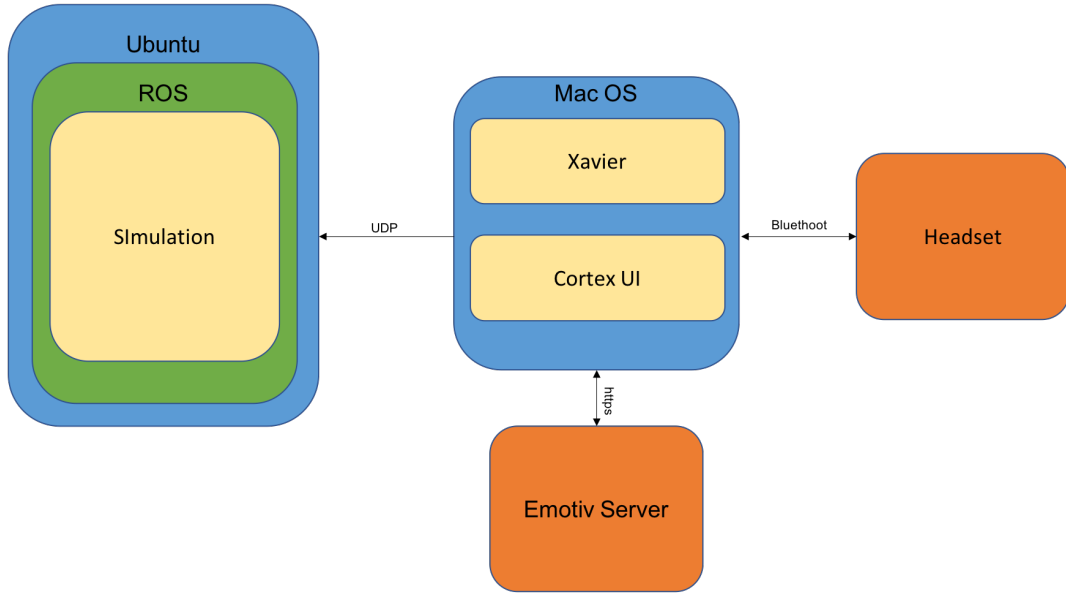 Ubuntu
ROS
SImulation
UDP
Mac OS
Xavier
Cortex UI
Bluethoot
Headset
https
Emotiv Server